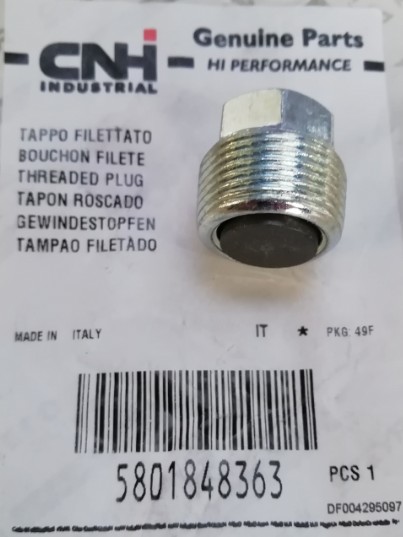 CNH
INDUSTRIAL
Genuine Parts
HI PERFORMANCE
TAPPO FILETTATO
BOUCHON FILETE
THREADED PLUG
TAPON ROSCADO
GEWINDESTOPFEN
TAMPAO FILETADO
MADE IN ITALY IT * PKG: 49F
5801848363 PCS 1
DF004295097